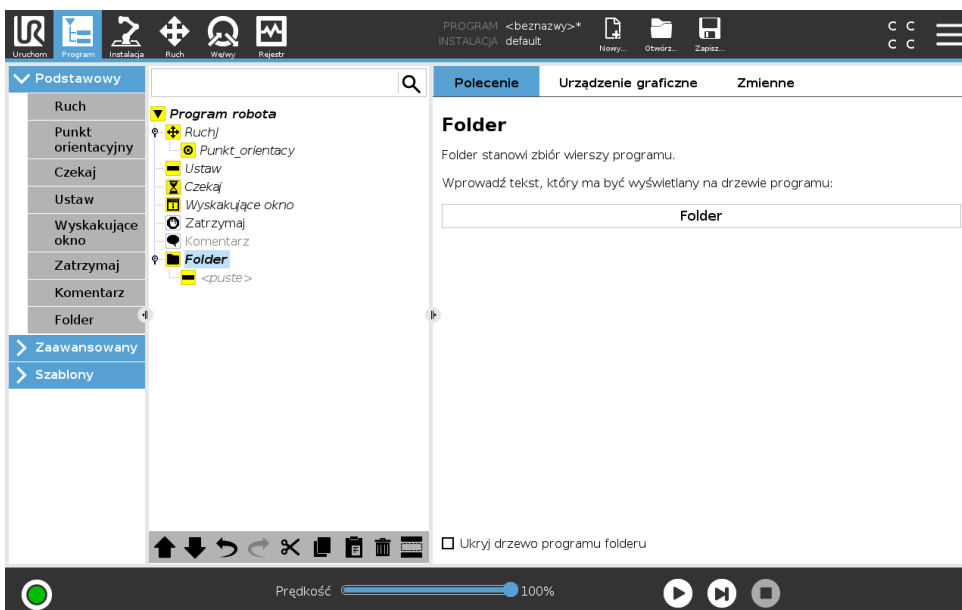 UR
Uruchom
Program
Instalacja
Ruch
We/wy
Rejestr
PROGRAM <beznazwy>*
INSTALACJA default
Nowy...
Otwórz...
Zapisz...
C C
C C
Podstawowy
Ruch
Punkt
orientacyjny
Czekaj
Ustaw
Wyskakujące
okno
Zatrzymaj
Komentarz
Folder
Zaawansowany
Szablony
Program robota
RuchJ
Punkt_orientacy
Ustaw
Czekaj
Wyskakujące okno
Zatrzymaj
Komentarz
Folder
<puste>
Polecenie
Urządzenie graficzne
Zmienne
Folder
Folder stanowi zbiór wierszy programu.
Wprowadź tekst, który ma być wyświetlany na drzewie programu:
Folder
Ukryj drzewo programu folderu
Prędkość
100%